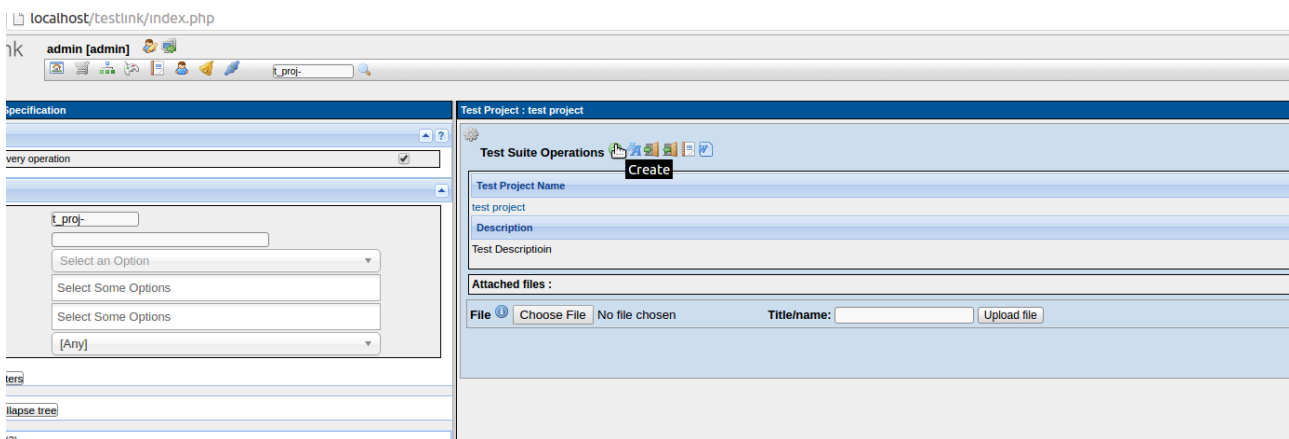 localhost/testlink/index.php
nk admin [admin]
t_proj-
Specification
?
very operation
t_proj-
Select an Option
Select Some Options
Select Some Options
[Any]
ters
llapse tree
Test Project : test project
Test Suite Operations
Create
Test Project Name
test project
Description
Test Descriptioin
Attached files :
File Choose File No file chosen Title/name: Upload file